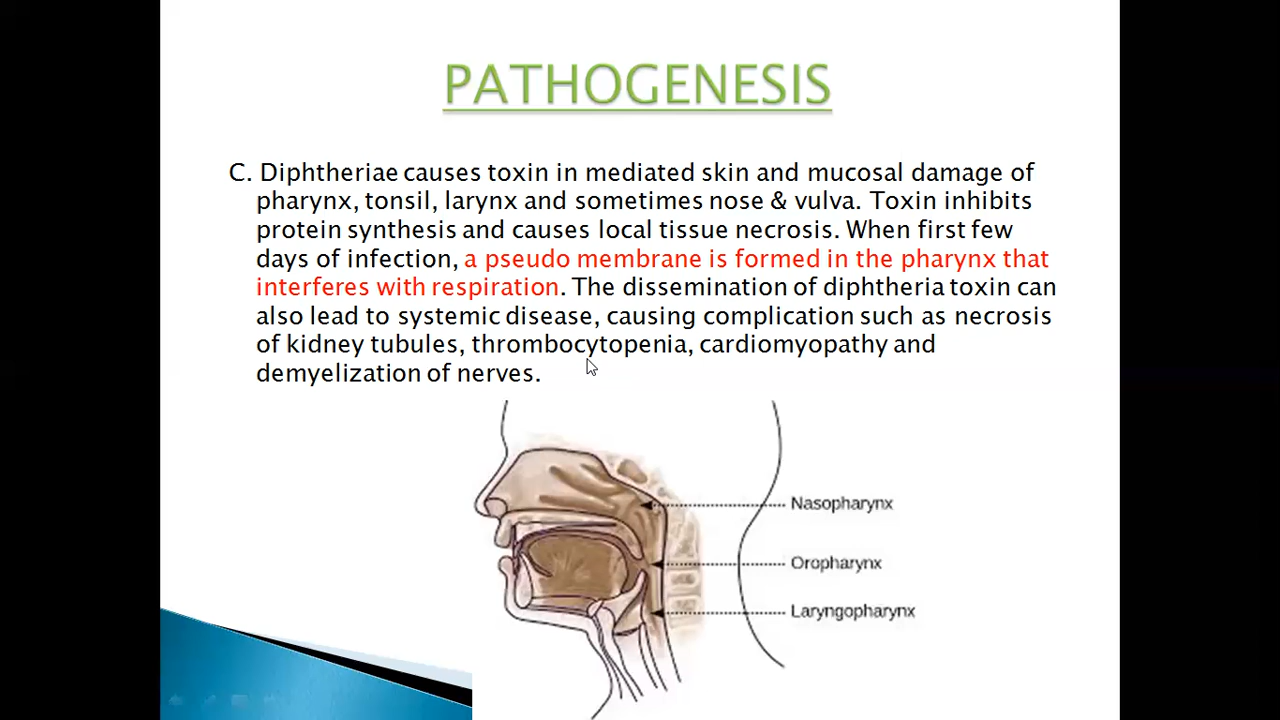 PATHOGENESIS
C. Diphtheriae causes toxin in mediated skin and mucosal damage of
pharynx, tonsil, larynx and sometimes nose & vulva. Toxin inhibits
protein synthesis and causes local tissue necrosis. When first few
days of infection, a pseudo membrane is formed in the pharynx that
interferes with respiration. The dissemination of diphtheria toxin can
also lead to systemic disease, causing complication such as necrosis
of kidney tubules, thrombocytopenia, cardiomyopathy and
demyelization of nerves.
Nasopharynx
Oropharynx
Laryngopharynx